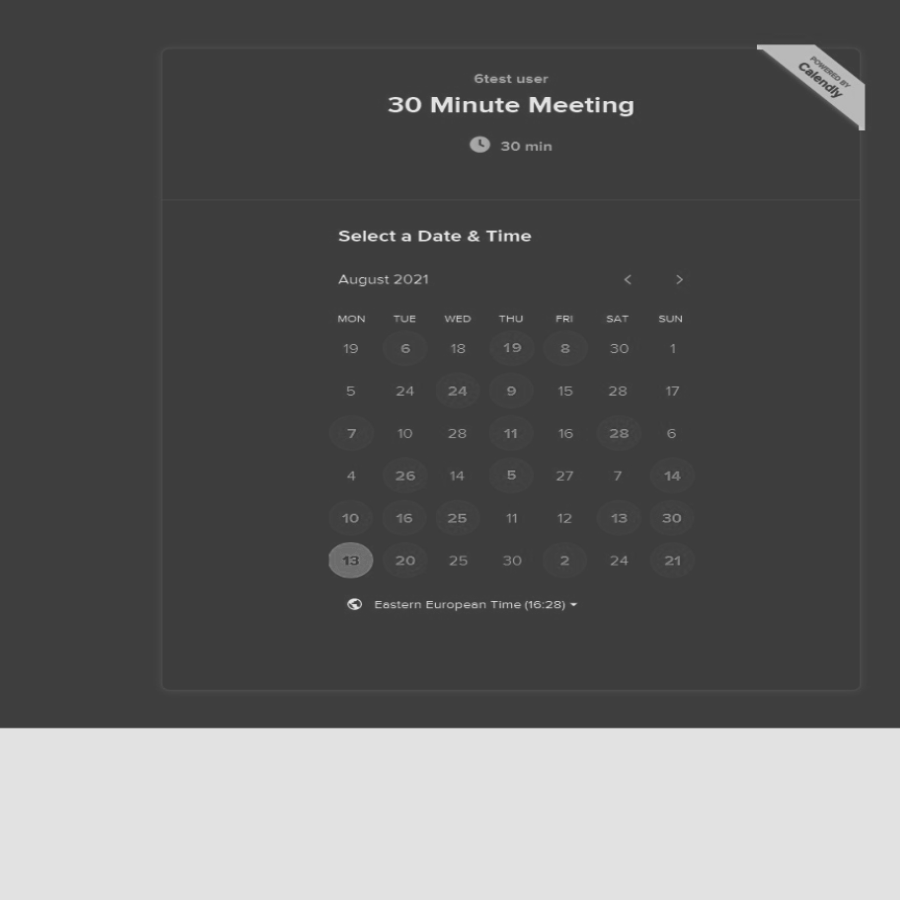 6test user
30 Minute Meeting
30 min
POWERED BY
Calendly
Select a Date & Time
August 2021
MON TUE WED THU FRI SAT SUN
19 6 18 19 8 30 1
5 24 24 9 15 28 17
7 10 28 11 16 28 6
4 26 14 5 27 7 14
10 16 25 11 12 13 30
13 20 25 30 2 24 21
Eastern European Time (16:28)